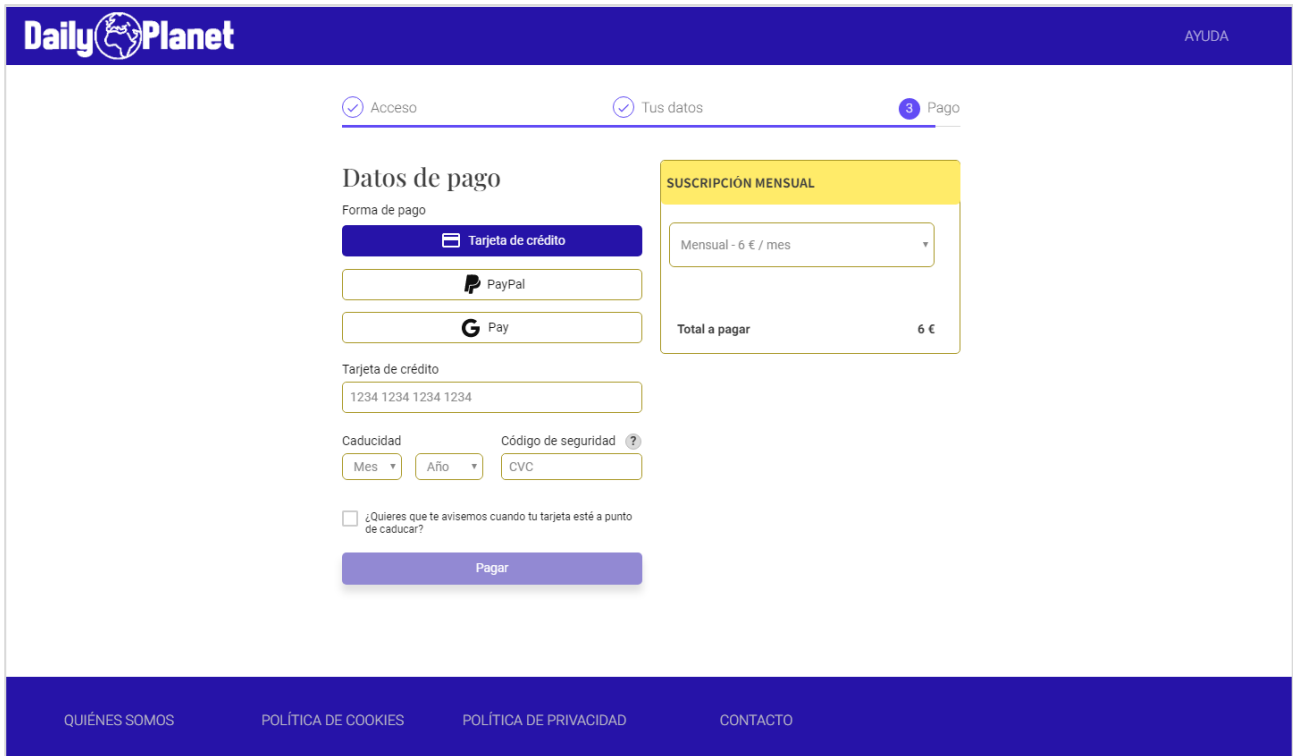 Daily Planet
AYUDA
Acceso
Tus datos
3 Pago
Datos de pago
Forma de pago
Tarjeta de crédito
PayPal
G Pay
Tarjeta de crédito
1234 1234 1234 1234
Caducidad
Código de seguridad ?
Mes
Año
CVC
¿Quieres que te avisemos cuando tu tarjeta esté a punto
de caducar?
Pagar
SUSCRIPCIÓN MENSUAL
Mensual - 6 € / mes
Total a pagar 6 €
QUIÉNES SOMOS
POLÍTICA DE COOKIES
POLÍTICA DE PRIVACIDAD
CONTACTO